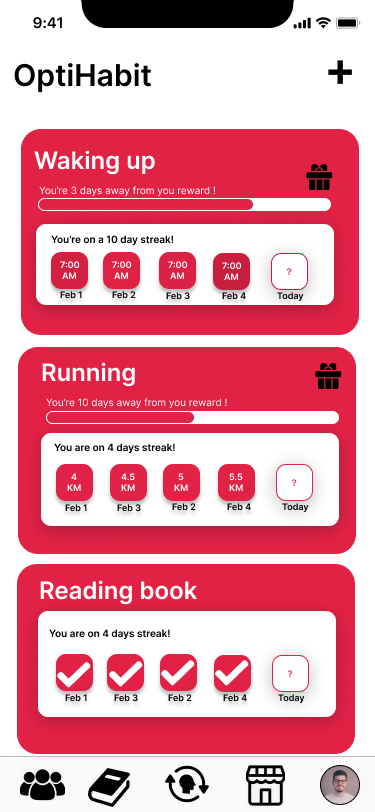 9:41
OptiHabit
Waking up
You're 3 days away from you reward !
You're on a 10 day streak!
7:00 7:00 7:00 7:00
AM AM AM AM ?
Feb 1 Feb 2 Feb 3 Feb 4 Today
Running
You're 10 days away from you reward !
You are on 4 days streak!
4 4.5 5 5.5
KM KM KM KM ?
Feb 1 Feb 3 Feb 2 Feb 4 Today
Reading book
You are on 4 days streak!
?
Feb 1 Feb 3 Feb 2 Feb 4 Today